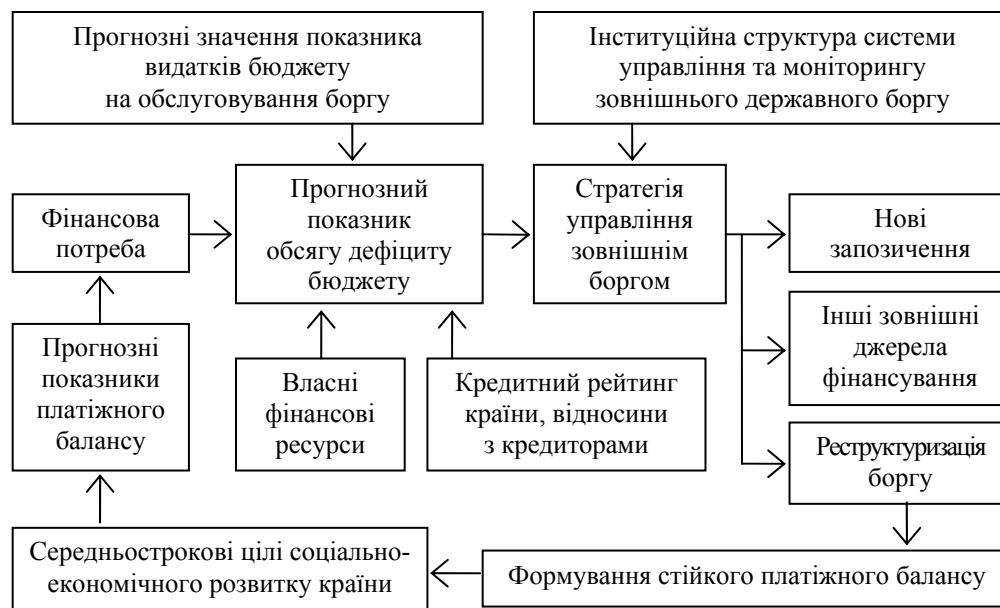 Прогнозні значення показника
видатків бюджету
на обслуговування боргу
Інституційна структура системи
управління та моніторингу
зовнішнього державного боргу
Фінансова
потреба
Прогнозний
показник
обсягу дефіциту
бюджету
Стратегія
управління
зовнішнім
боргом
Нові
запозичення
Прогнозні
показники
платіжного
балансу
Власні
фінансові
ресурси
Кредитний рейтинг
країни, відносини
з кредиторами
Інші зовнішні
джерела
фінансування
Реструктуризація
боргу
Середньострокові цілі соціально-
економічного розвитку країни
Формування стійкого платіжного балансу